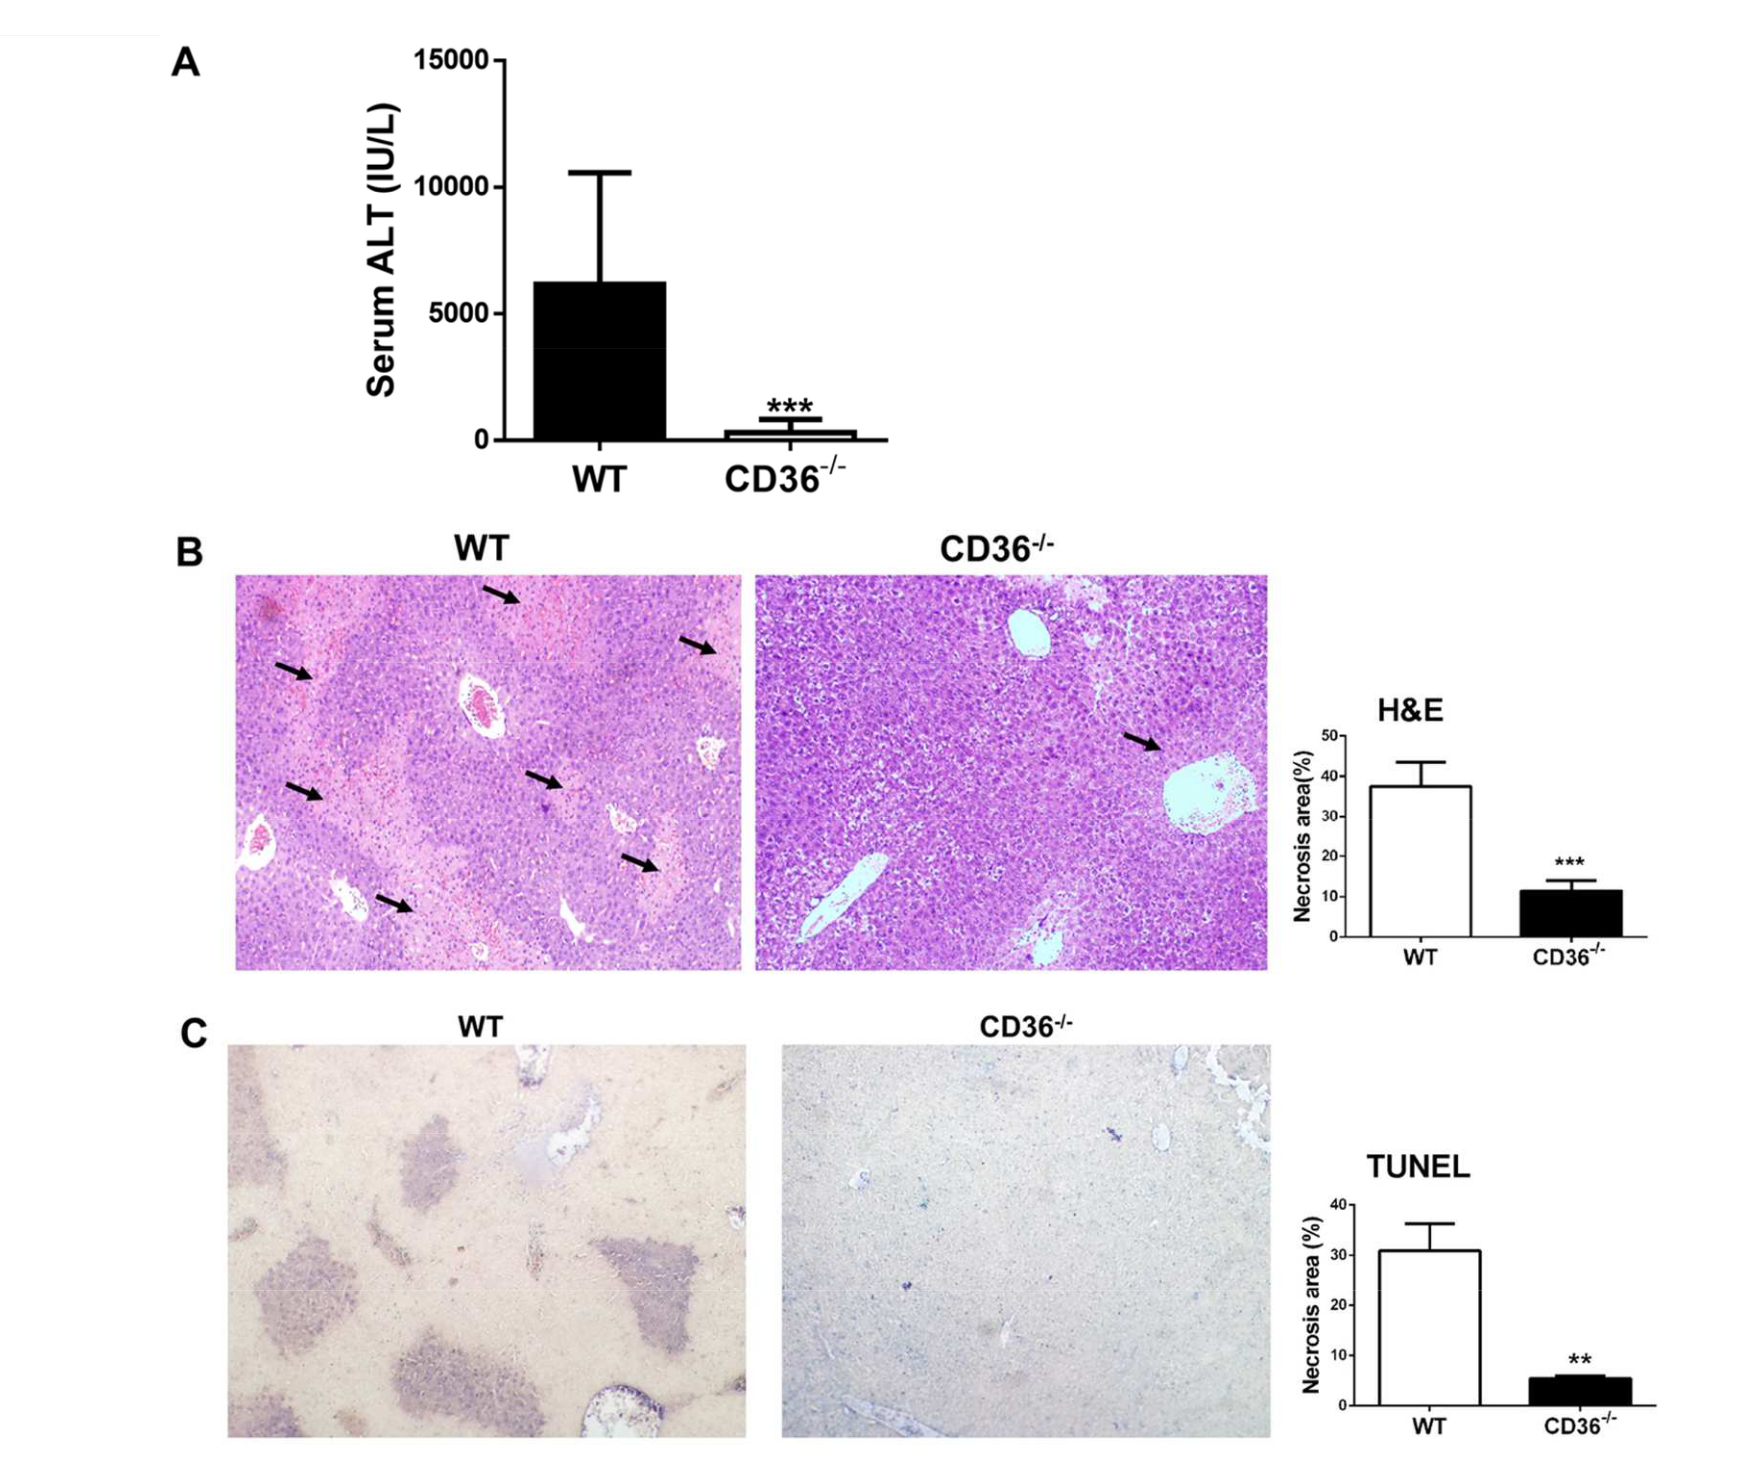 A
Serum ALT (IU/L)
15000
10000
5000
0
***
WT
CD36-/-
B
WT
CD36-/-
H&E
Necrosis area(%)
50
40
30
20
10
0
***
WT
CD36-/-
C
WT
CD36-/-
TUNEL
Necrosis area (%)
40
30
20
10
0
**
WT
CD36-/-